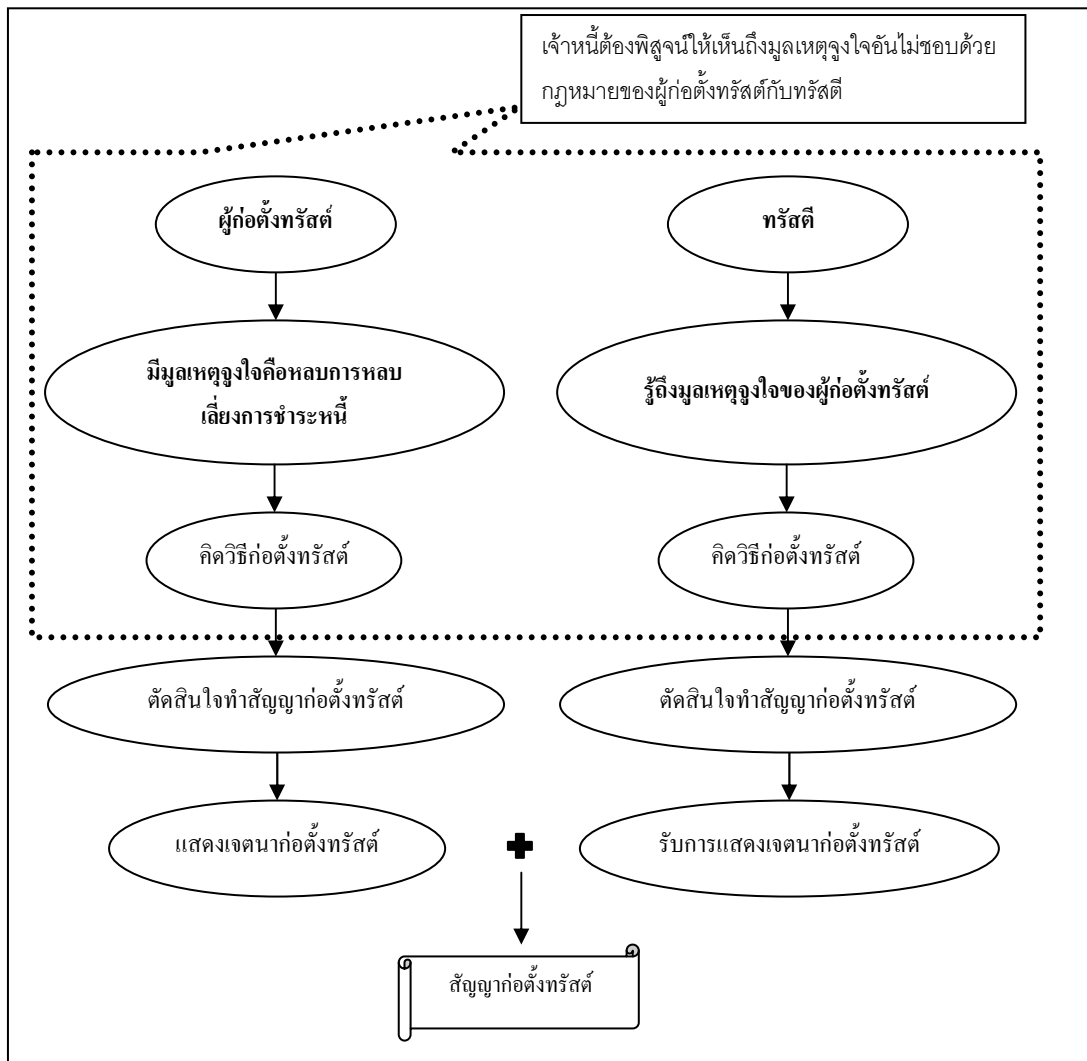 เจ้าหนี้ต้องพิสูจน์ให้เห็นถึงมูลเหตุจูงใจอันไม่ชอบด้วย
กฎหมายของผู้ก่อตั้งทรัสต์กับทรัสตี
ผู้ก่อตั้งทรัสต์
ทรัสตี
มีมูลเหตุจูงใจคือหลบการหลบ
เลี่ยงการชำระหนี้
รู้ถึงมูลเหตุจูงใจของผู้ก่อตั้งทรัสต์
คิดวิธีก่อตั้งทรัสต์
คิดวิธีก่อตั้งทรัสต์
ตัดสินใจทำสัญญาก่อตั้งทรัสต์
ตัดสินใจทำสัญญาก่อตั้งทรัสต์
แสดงเจตนาก่อตั้งทรัสต์
รับการแสดงเจตนาก่อตั้งทรัสต์
สัญญาก่อตั้งทรัสต์